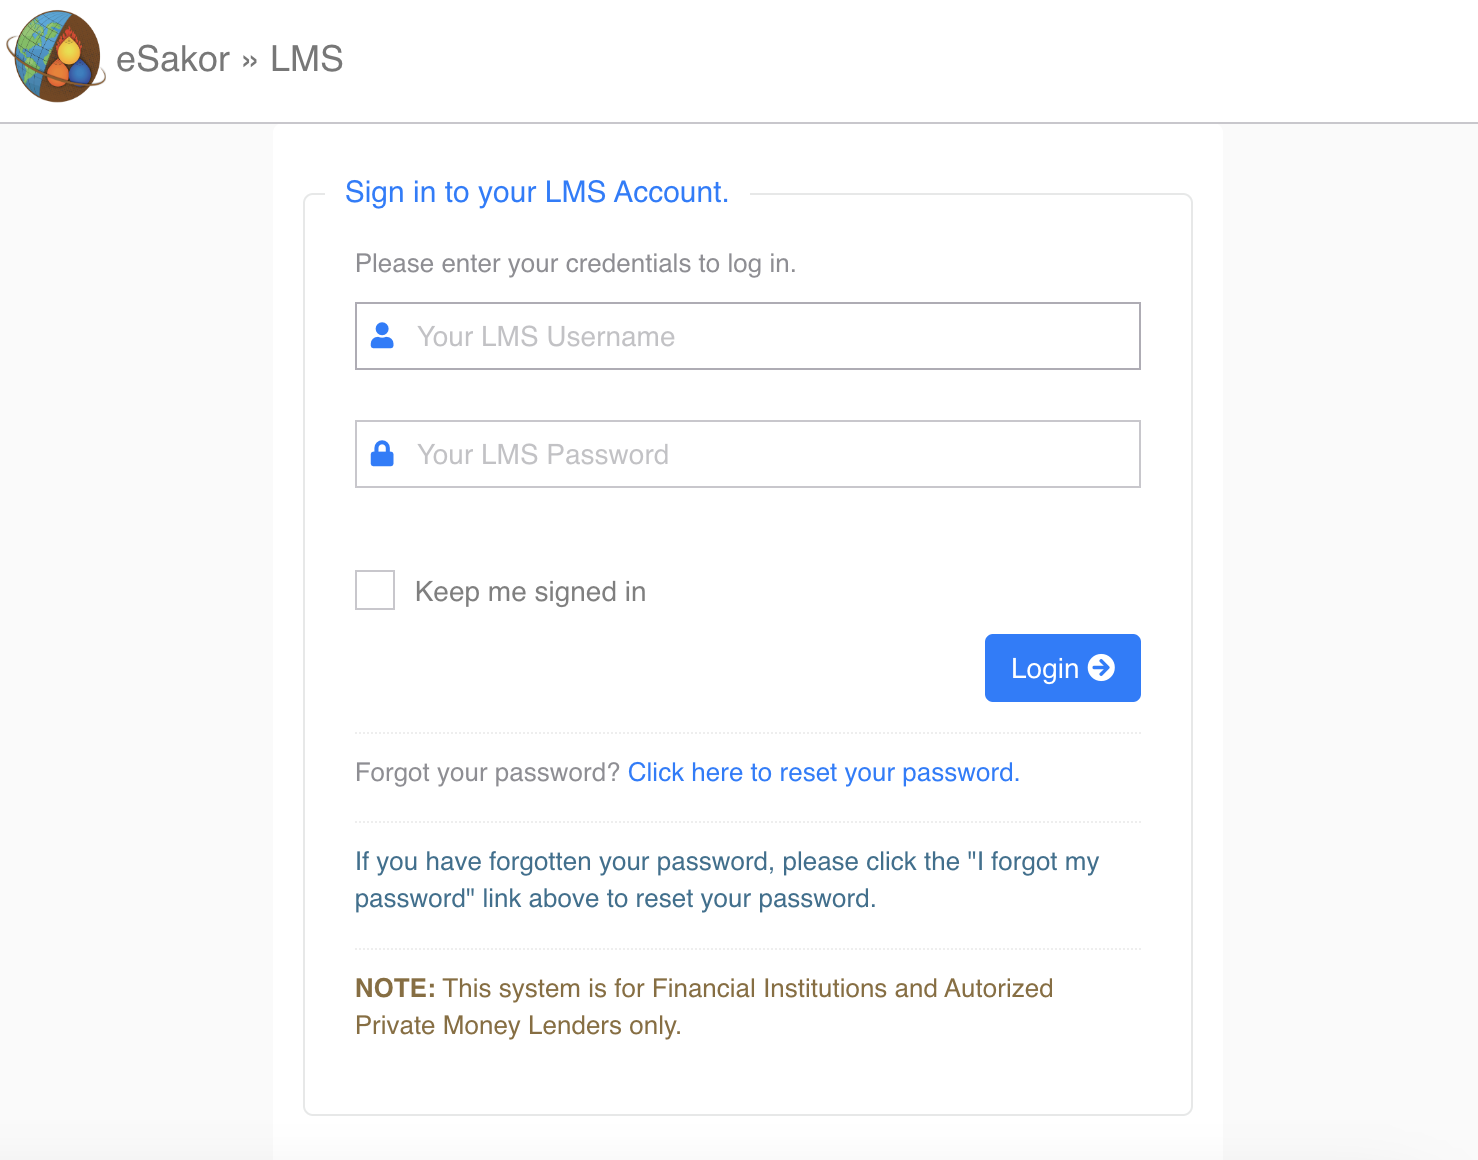 eSakor » LMS
Sign in to your LMS Account.
Please enter your credentials to log in.
Your LMS Username
Your LMS Password
Keep me signed in
Login
Forgot your password? Click here to reset your password.
If you have forgotten your password, please click the "I forgot my
password" link above to reset your password.
NOTE: This system is for Financial Institutions and Autorized
Private Money Lenders only.